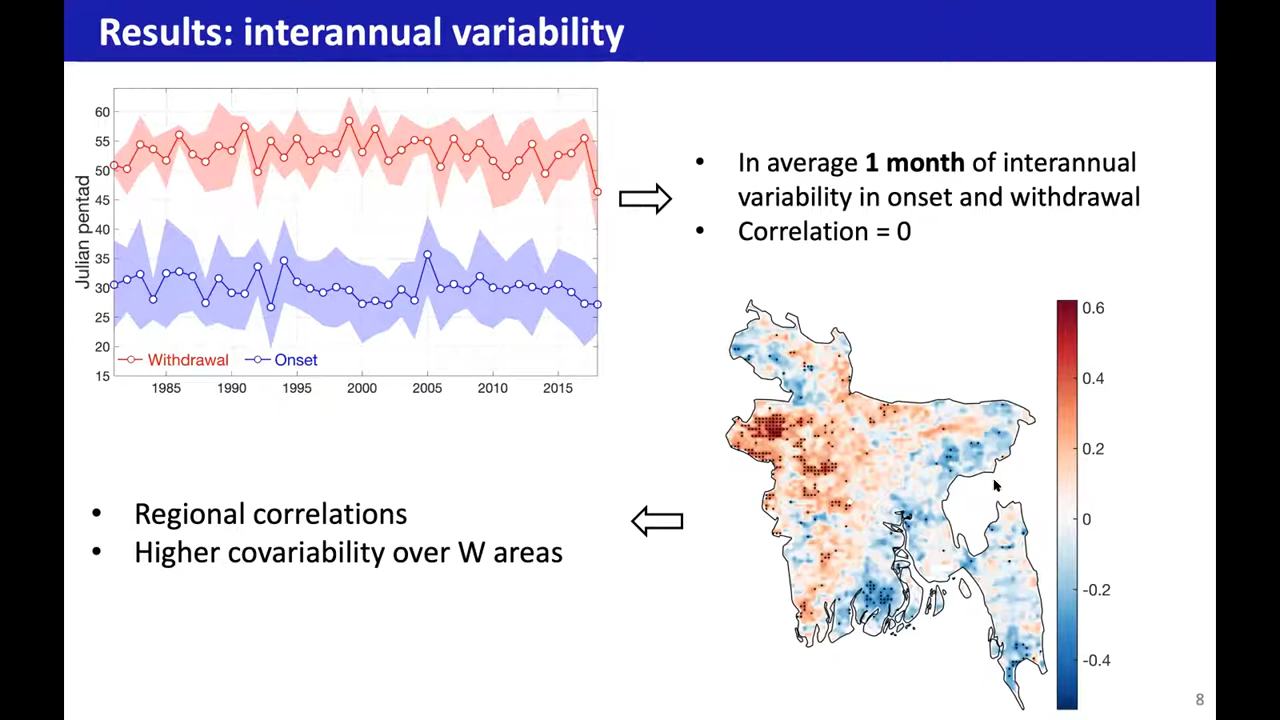 Results: interannual variability
60
55
50
45
40
35
30
25
20
15
Julian pentad
Withdrawal
Onset
1985
1990
1995
2000
2005
2010
2015
• In average 1 month of interannual
variability in onset and withdrawal
• Correlation = 0
• Regional correlations
• Higher covariability over W areas
0.6
0.4
0.2
0
-0.2
-0.4
8